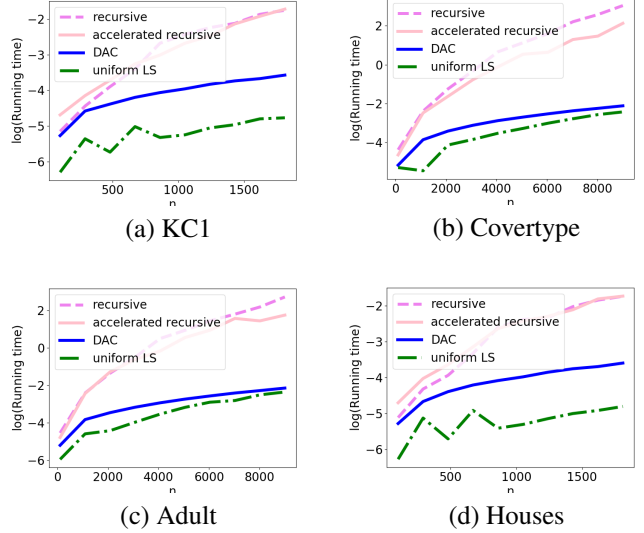 recursive
accelerated recursive
DAC
uniform LS
log(Running time)
−2
−3
−4
−5
−6
500
1000
1500
n
(a) KC1
recursive
accelerated recursive
DAC
uniform LS
log(Running time)
2
0
−2
−4
0
2000
4000
6000
8000
n
(b) Covertype
recursive
accelerated recursive
DAC
uniform LS
log(Running time)
2
0
−2
−4
−6
0
2000
4000
6000
8000
n
(c) Adult
recursive
accelerated recursive
DAC
uniform LS
log(Running time)
−2
−3
−4
−5
−6
500
1000
1500
n
(d) Houses